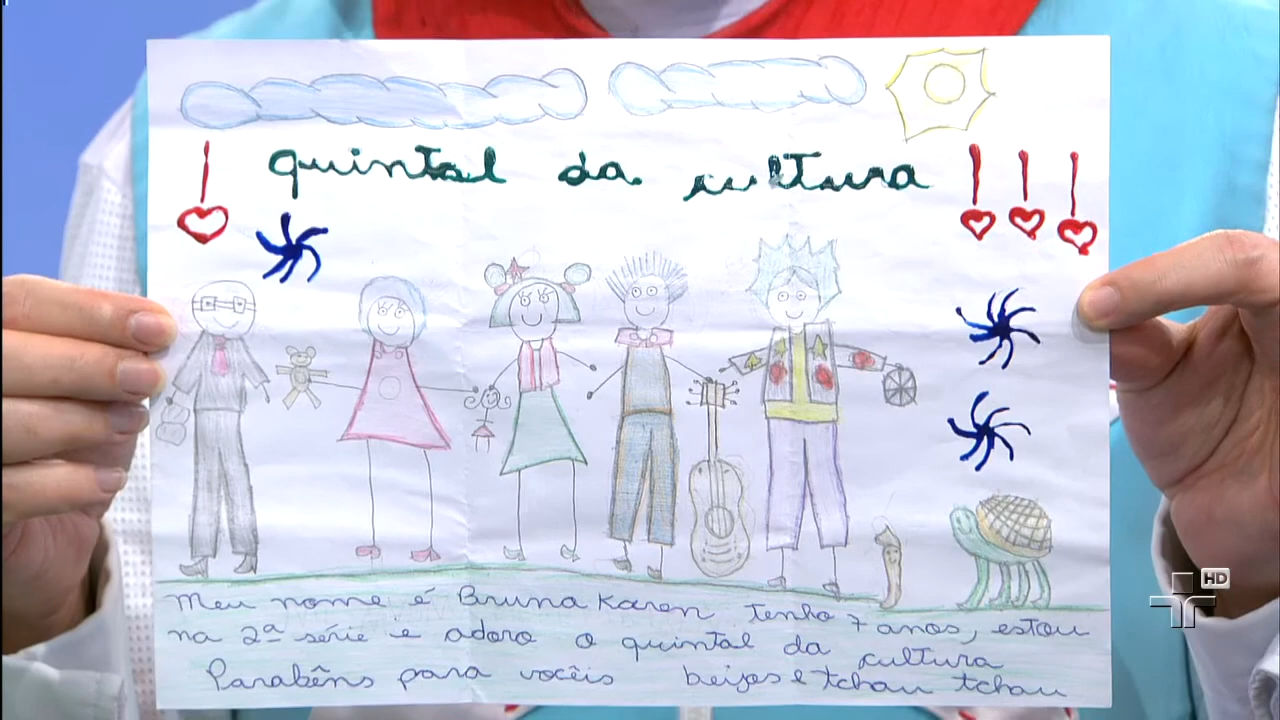 quintal da cultura
Meu nome é Bruna Karen tenho 7 anos, estou
na 2ª série e adoro o quintal da cultura
Parabêns para vocêis beijos e tchau tchau
HD